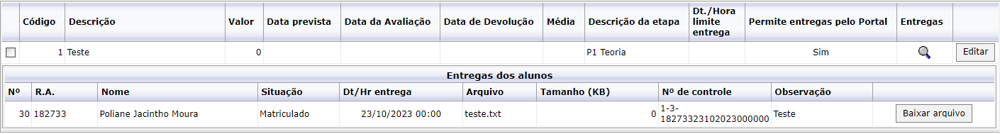 Código Descrição Valor Data prevista Data da Avaliação Data de Devolução Média Descrição da etapa Dt./Hora limite entrega Permite entregas pelo Portal Entregas
1 Teste 0 P1 Teoria Sim Editar
Entregas dos alunos
Nº R.A. Nome Situação Dt/Hr entrega Arquivo Tamanho (KB) Nº de controle Observação
30 182733 Poliane Jacintho Moura Matriculado 23/10/2023 00:00 teste.txt 0 1-3-18273323102023000000 Teste Baixar arquivo